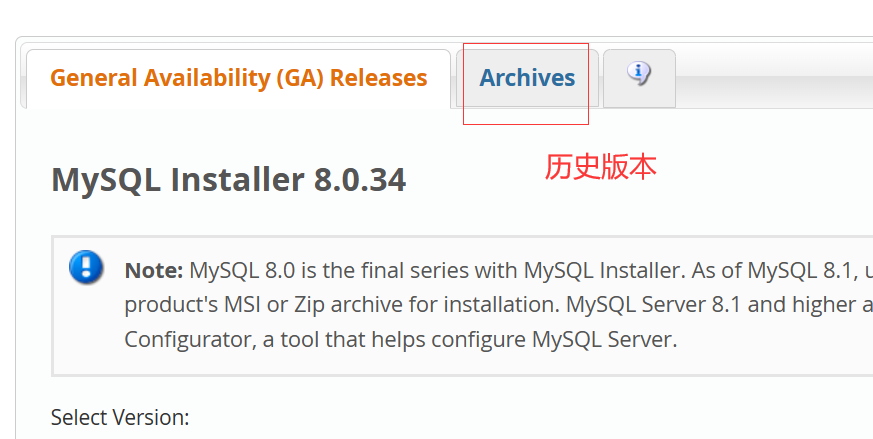 General Availability (GA) Releases
Archives
历史版本
MySQL Installer 8.0.34
Note: MySQL 8.0 is the final series with MySQL Installer. As of MySQL 8.1,
product's MSI or Zip archive for installation. MySQL Server 8.1 and higher
Configurator, a tool that helps configure MySQL Server.
Select Version: